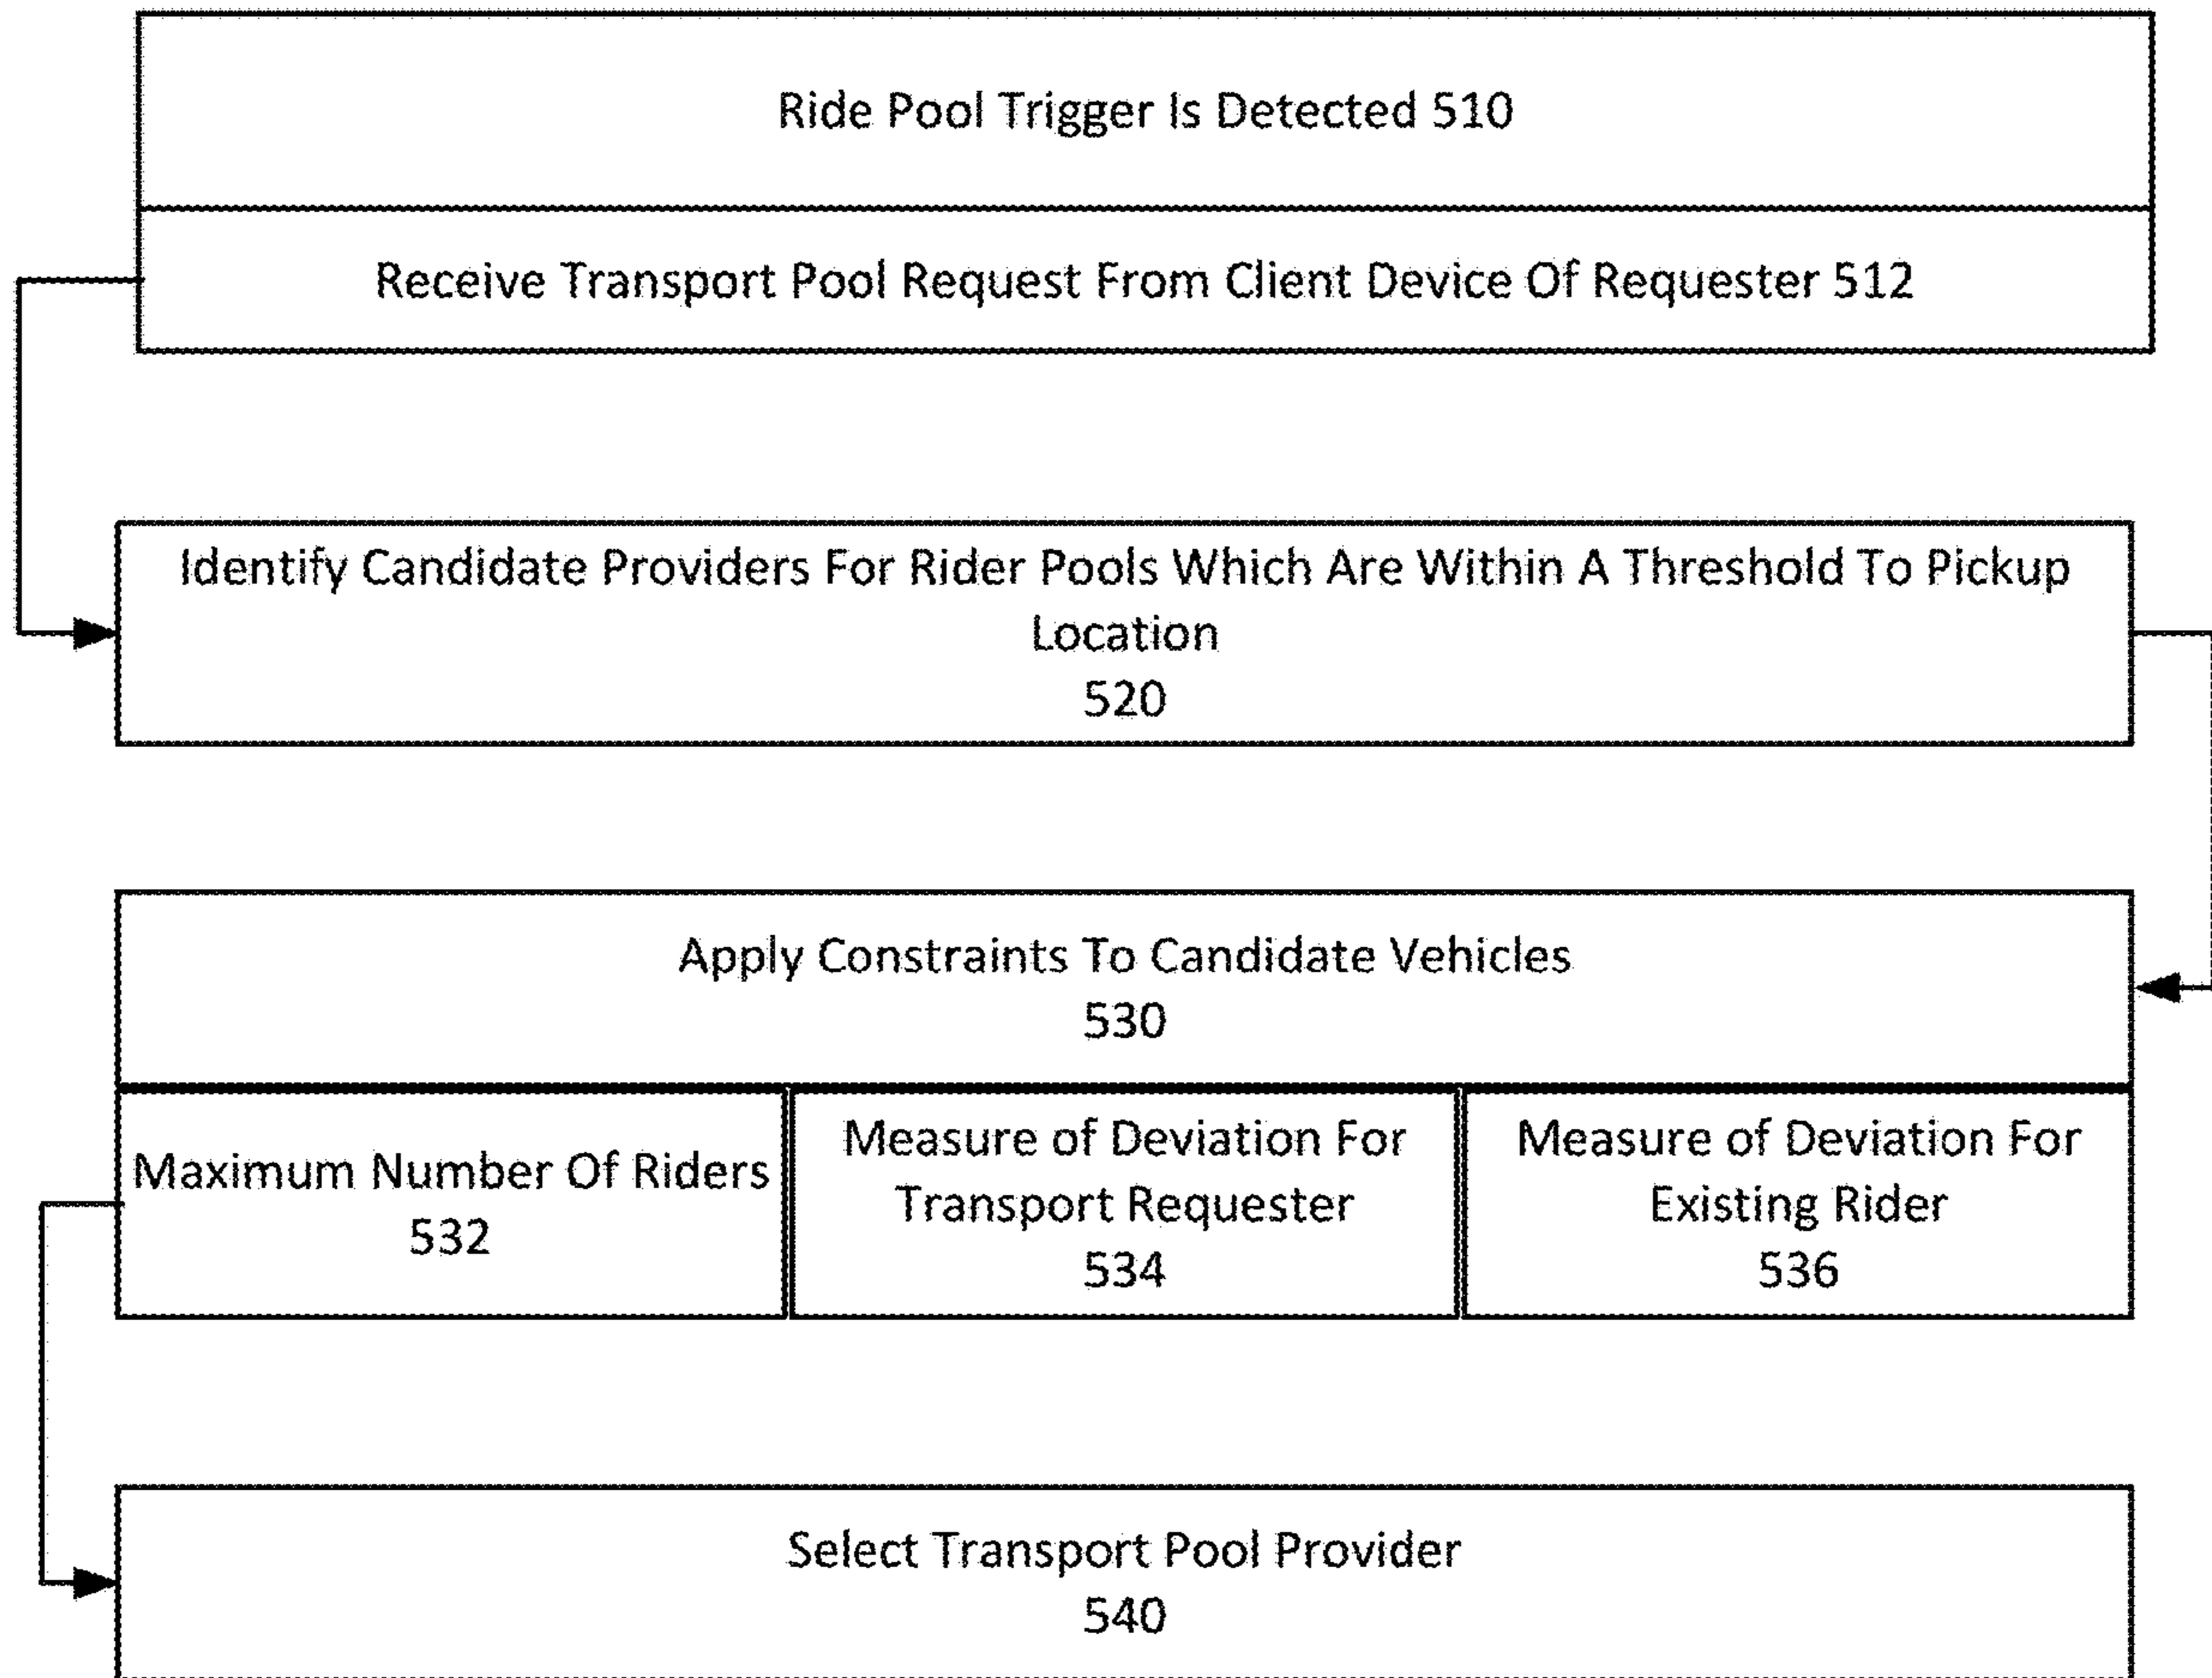 Ride Pool Trigger Is Detected 510
Receive Transport Pool Request From Client Device Of Requester 512
Identify Candidate Providers For Rider Pools Which Are Within A Threshold To Pickup
Location
520
Apply Constraints To Candidate Vehicles
530
Maximum Number Of Riders
532
Measure of Deviation For
Transport Requester
534
Measure of Deviation For
Existing Rider
536
Select Transport Pool Provider
540